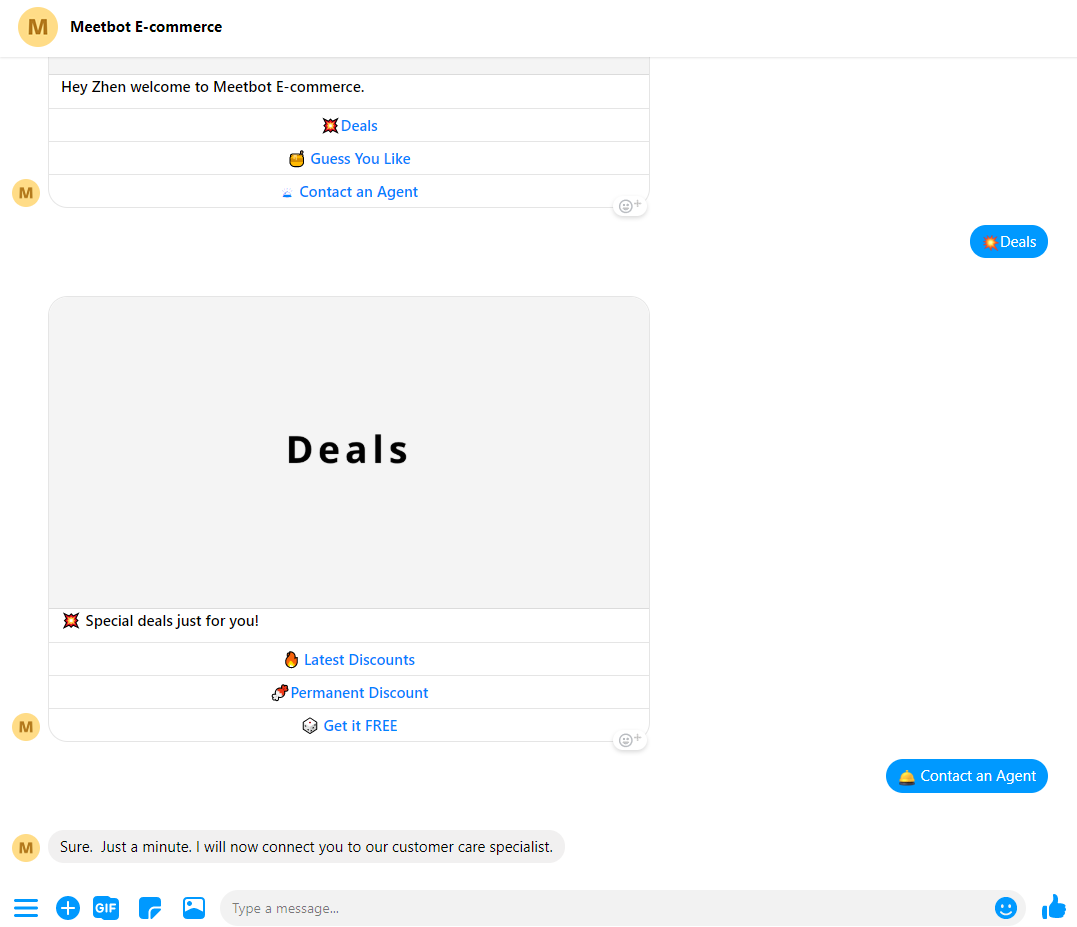 M Meetbot E-commerce
Hey Zhen welcome to Meetbot E-commerce.
💥Deals
🍯 Guess You Like
🛎 Contact an Agent
M
💥Deals
Deals
💥 Special deals just for you!
🔥 Latest Discounts
📌Permanent Discount
🎲 Get it FREE
M
🛎 Contact an Agent
M
Sure.  Just a minute. I will now connect you to our customer care specialist.
GIF
Type a message...